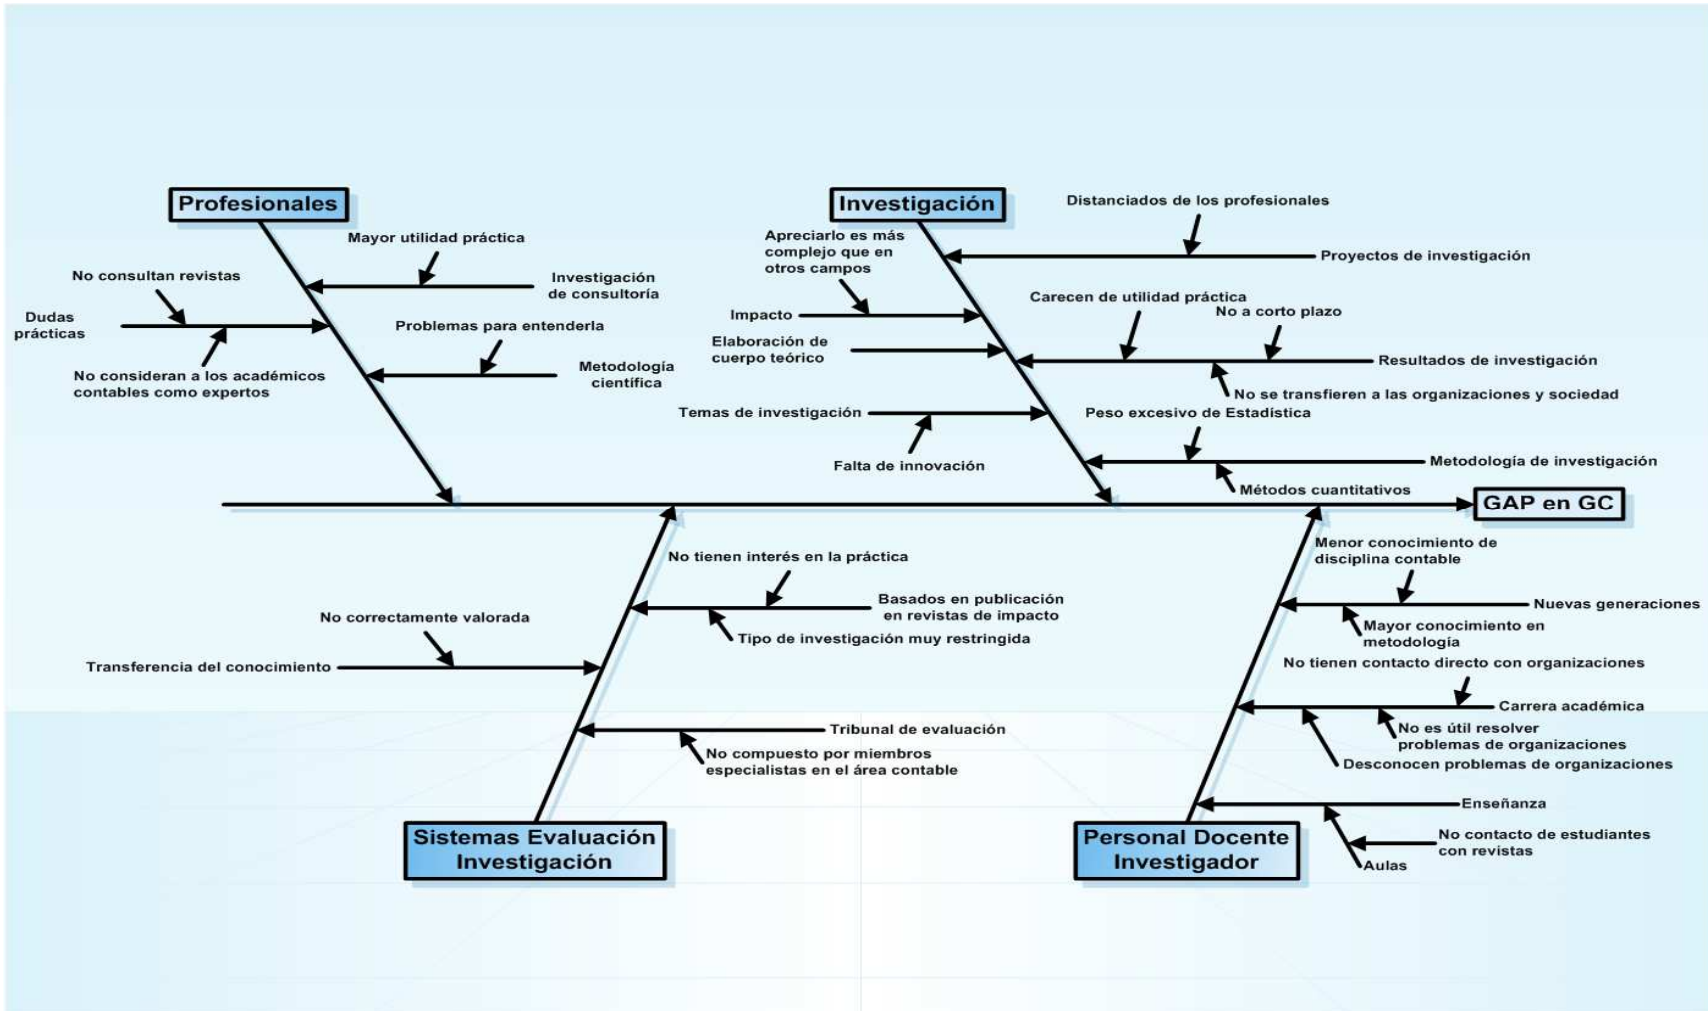 Profesionales
Mayor utilidad práctica
No consultan revistas
Investigación
de consultoría
Dudas
prácticas
Problemas para entenderla
No consideran a los académicos
contables como expertos
Metodología
científica
Investigación
Distanciados de los profesionales
Apreciarlo es más
complejo que en
otros campos
Proyectos de investigación
Impacto
Carecen de utilidad práctica
No a corto plazo
Elaboración de
cuerpo teórico
Resultados de investigación
No se transfieren a las organizaciones y sociedad
Temas de investigación
Peso excesivo de Estadística
Falta de innovación
Metodología de investigación
Métodos cuantitativos
GAP en GC
No tienen interés en la práctica
Basados en publicación
en revistas de impacto
No correctamente valorada
Tipo de investigación muy restringida
Transferencia del conocimiento
Tribunal de evaluación
No compuesto por miembros
especialistas en el área contable
Sistemas Evaluación
Investigación
Menor conocimiento de
disciplina contable
Nuevas generaciones
Mayor conocimiento en
metodología
No tienen contacto directo con organizaciones
Carrera académica
No es útil resolver
problemas de organizaciones
Desconocen problemas de organizaciones
Enseñanza
No contacto de estudiantes
con revistas
Aulas
Personal Docente
Investigador